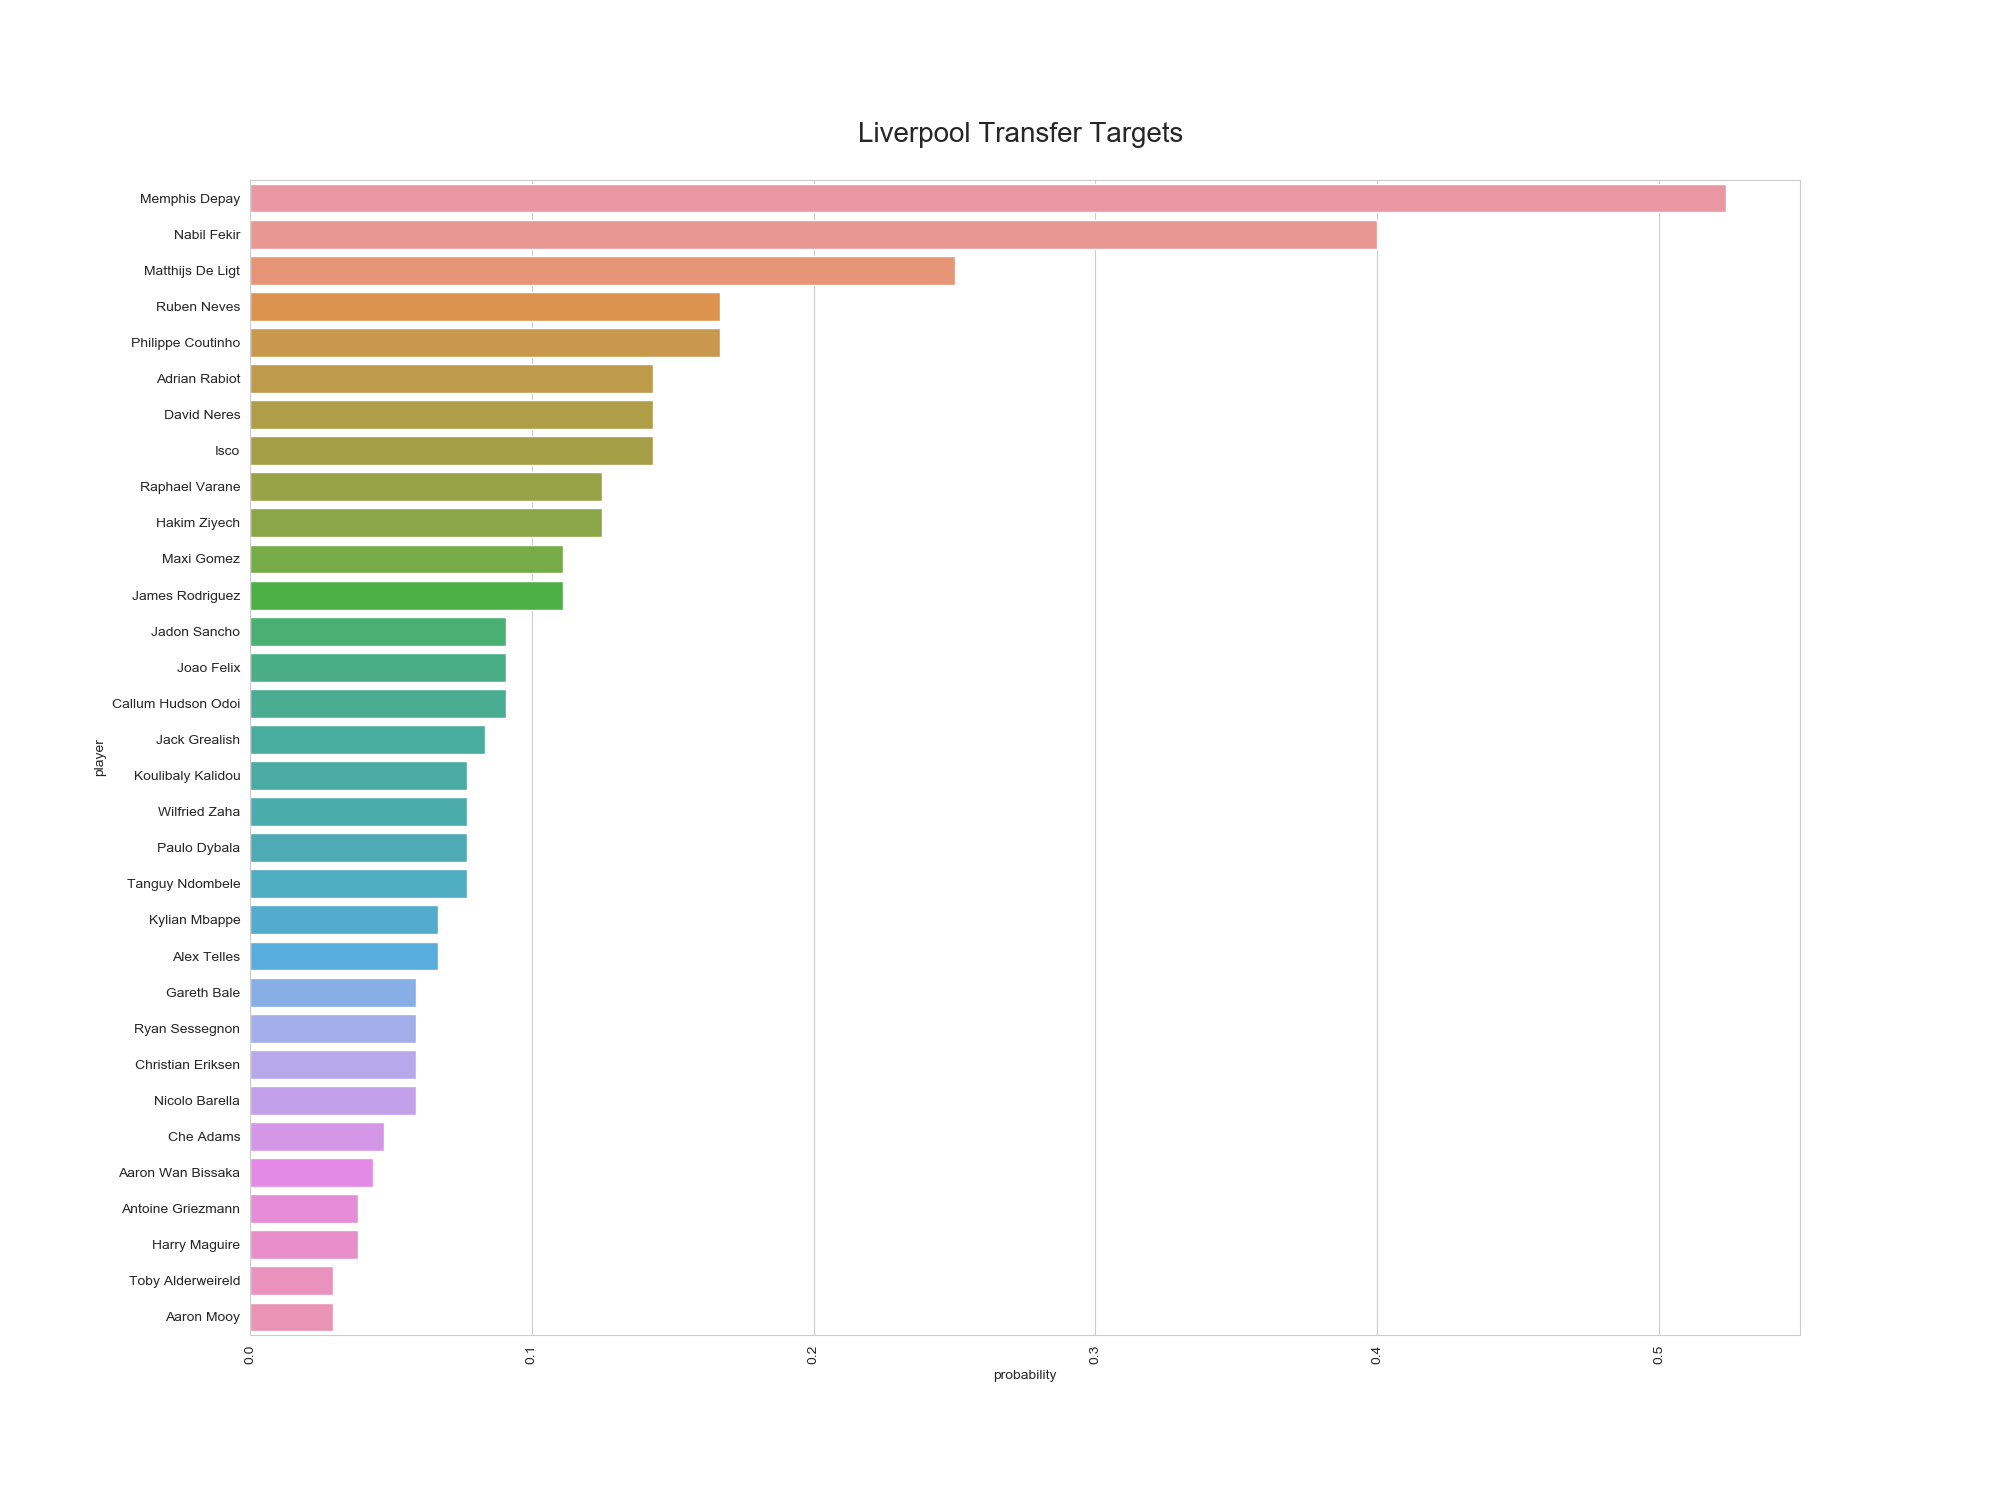 Liverpool Transfer Targets
Memphis Depay
Nabil Fekir
Matthijs De Ligt
Ruben Neves
Philippe Coutinho
Adrian Rabiot
David Neres
Isco
Raphael Varane
Hakim Ziyech
Maxi Gomez
James Rodriguez
Jadon Sancho
Joao Felix
Callum Hudson Odoi
Jack Grealish
player
Koulibaly Kalidou
Wilfried Zaha
Paulo Dybala
Tanguy Ndombele
Kylian Mbappe
Alex Telles
Gareth Bale
Ryan Sessegnon
Christian Eriksen
Nicolo Barella
Che Adams
Aaron Wan Bissaka
Antoine Griezmann
Harry Maguire
Toby Alderweireld
Aaron Mooy
0.0 0.1 0.2 0.3 0.4 0.5
probability